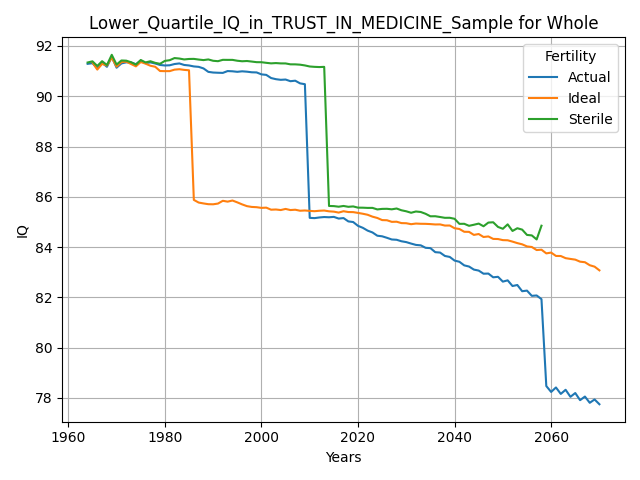 Lower_Quartile_IQ_in_TRUST_IN_MEDICINE_Sample for Whole
Fertility
Actual
Ideal
Sterile
IQ
92
90
88
86
84
82
80
78
1960 1980 2000 2020 2040 2060
Years